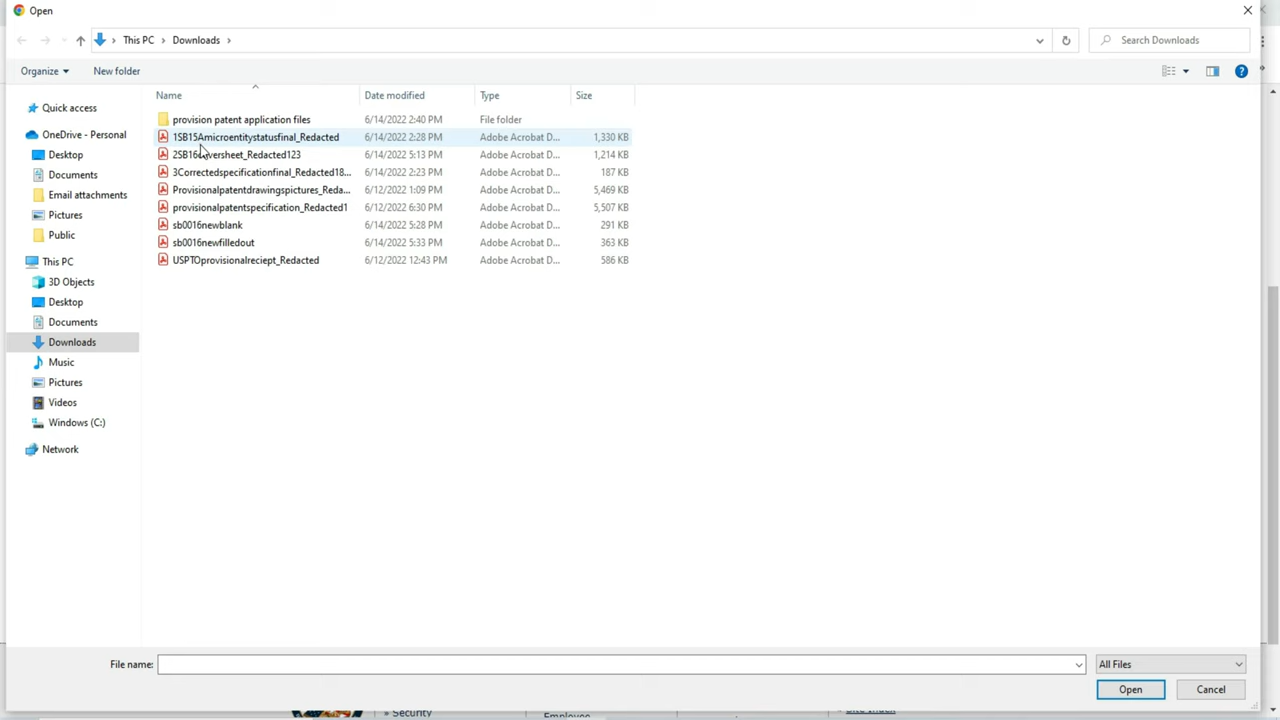 Open
This PC > Downloads >
Search Downloads
Organize
New folder
Name Date modified Type Size
provision patent application files 6/14/2022 2:40 PM File folder
1SB15Amicroentitystatusfinal_Redacted 6/14/2022 2:28 PM Adobe Acrobat D... 1,330 KB
6/14/2022 5:13 PM Adobe Acrobat D... 1,214 KB
3Correctedspecificationfinal_Redacted18... 6/14/2022 2:23 PM Adobe Acrobat D... 187 KB
Provisionalpatentdrawingspictures_Reda... 6/12/2022 1:09 PM Adobe Acrobat D... 5,469 KB
provisionalpatentspecification_Redacted1 6/12/2022 6:30 PM Adobe Acrobat D... 5,507 KB
sb0016newblank 6/14/2022 5:28 PM Adobe Acrobat D... 291 KB
sb0016newfilledout 6/14/2022 5:33 PM Adobe Acrobat D... 363 KB
USPTOprovisionalreciept_Redacted 6/12/2022 12:43 PM Adobe Acrobat D... 586 KB
Quick access
OneDrive - Personal
Desktop
Documents
Email attachments
Pictures
Public
This PC
3D Objects
Desktop
Documents
Downloads
Music
Pictures
Videos
Windows (C:)
Network
File name:
All Files
Open
Cancel
» Security
Employee
Site Index